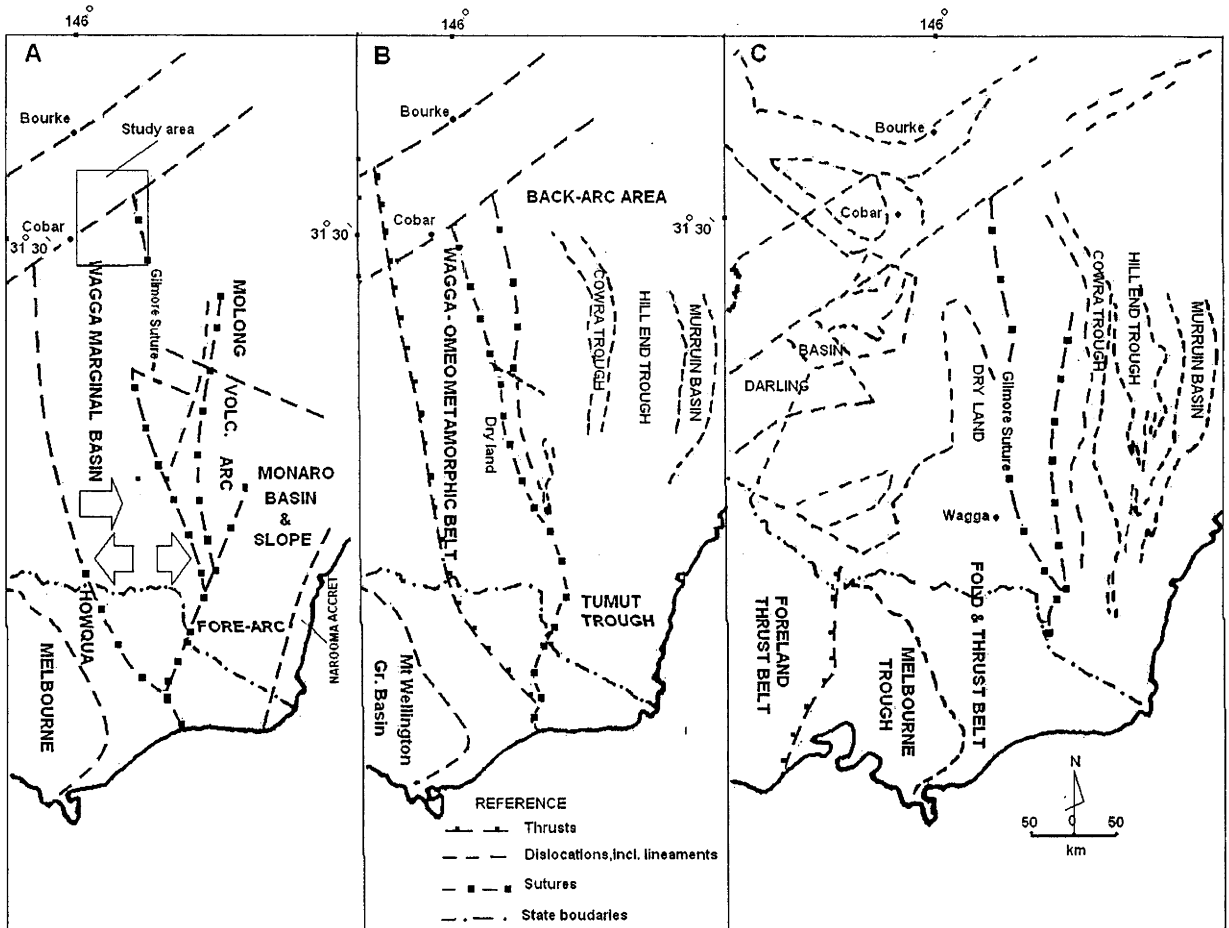 146°
A
Bourke
Study area
Cobar
31° 30'
WAGGA MARGINAL BASIN
Gilmore Suture
MOLONG
VOLC.
ARC
MONARO
BASIN
&
SLOPE
HOWQUA
FORE-ARC
NAROOMA ACCRET
MELBOURNE
146°
B
Bourke
BACK-ARC AREA
Cobar
31° 30'
WAGGA - OMEO METAMORPHIC BELT
Dry land
COWRA TROUGH
HILL END TROUGH
MURRUIN BASIN
TUMUT
TROUGH
Mt Wellington
Gr. Basin
REFERENCE
Thrusts
Dislocations,incl. lineaments
Sutures
State boudaries
146°
C
Bourke
Cobar
31° 30'
BASIN
DARLING
DRY LAND
Gilmore Suture
COWRA TROUGH
HILL END TROUGH
MURRUIN BASIN
Wagga
FORELAND
THRUST BELT
MELBOURNE
TROUGH
FOLD & THRUST BELT
N
50 0 50
km